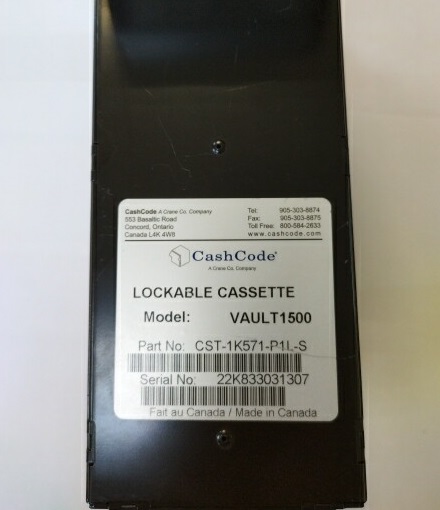 CashCode A Crane Co, Company
553 Basaltic Road
Concord, Ontario
Canada L4K 4W8
Tel: 905-303-8874
Fax: 905-303-8875
Toll Free: 800-584-2633
www.cashcode.com
CashCode®
A Crane Co, Company
LOCKABLE CASSETTE
Model: VAULT1500
Part No: CST-1K571-P1L-S
Serial No: 22K833031307
Fait au Canada / Made in Canada